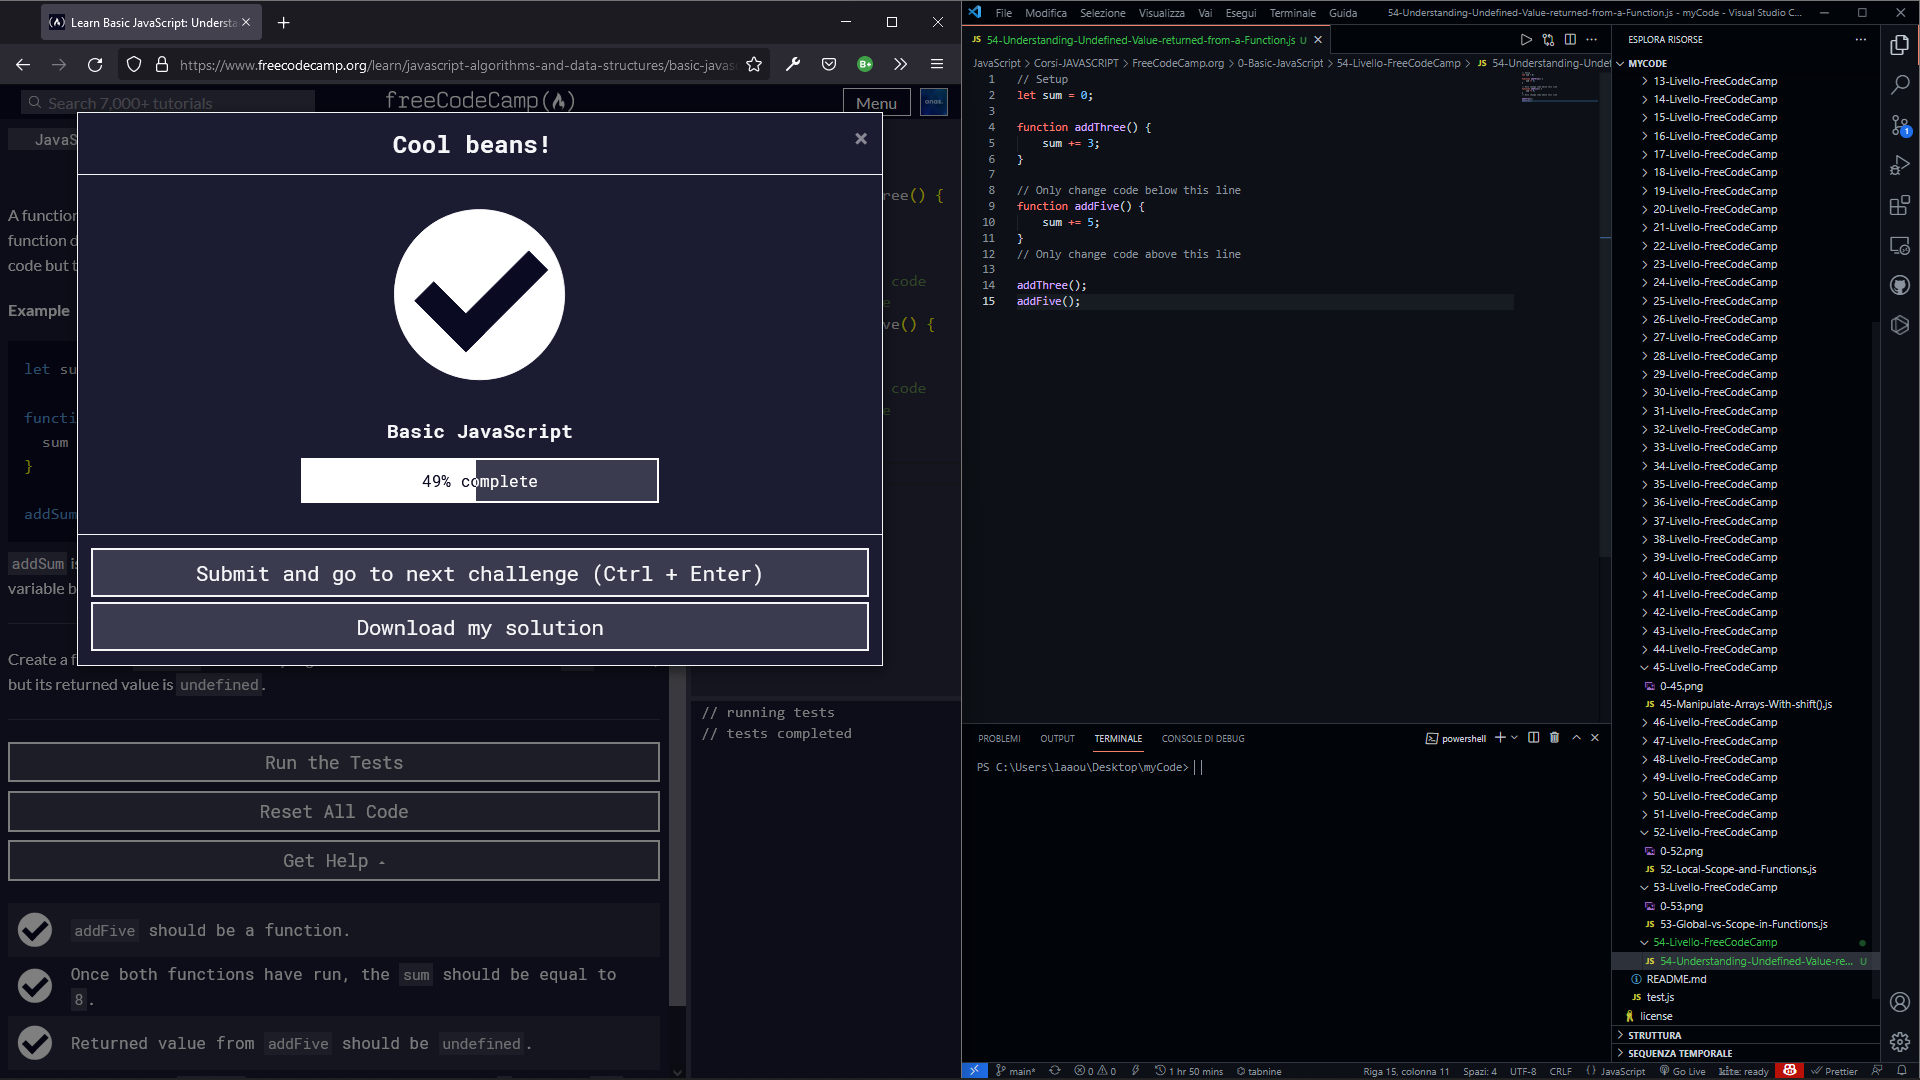 Learn Basic JavaScript: Understa
https://www.freecodecamp.org/learn/javascript-algorithms-and-data-structures/basic-javas
Search 7,000+ tutorials
freeCodeCamp
Menu
JavaS
Cool beans!
ree() {
A function
function d
code but t
code
Example
ve() {
let su
code
functi
sum
}
Basic JavaScript
49% complete
addSum
Submit and go to next challenge (Ctrl + Enter)
addSum is
variable b
Download my solution
Create a f
but its returned value is undefined.
// running tests
// tests completed
Run the Tests
Reset All Code
Get Help
addFive should be a function.
Once both functions have run, the sum should be equal to
8.
Returned value from addFive should be undefined.
File Modifica Selezione Visualizza Vai Esegui Terminale Guida
54-Understanding-Undefined-Value-returned-from-a-Function.js - myCode - Visual Studio C...
JS 54-Understanding-Undefined-Value-returned-from-a-Function.js U
JavaScript > Corsi-JAVASCRIPT > FreeCodeCamp.org > 0-Basic-JavaScript > 54-Livello-FreeCodeCamp > JS 54-Understanding-Undef
1 // Setup
2 let sum = 0;
3
4 function addThree() {
5 sum += 3;
6 }
7
8 // Only change code below this line
9 function addFive() {
10 sum += 5;
11 }
12 // Only change code above this line
13
14 addThree();
15 addFive();
PROBLEMI OUTPUT TERMINALE CONSOLE DI DEBUG
powershell
PS C:\Users\laaou\Desktop\myCode>
ESPLORA RISORSE
MYCODE
13-Livello-FreeCodeCamp
14-Livello-FreeCodeCamp
15-Livello-FreeCodeCamp
16-Livello-FreeCodeCamp
17-Livello-FreeCodeCamp
18-Livello-FreeCodeCamp
19-Livello-FreeCodeCamp
20-Livello-FreeCodeCamp
21-Livello-FreeCodeCamp
22-Livello-FreeCodeCamp
23-Livello-FreeCodeCamp
24-Livello-FreeCodeCamp
25-Livello-FreeCodeCamp
26-Livello-FreeCodeCamp
27-Livello-FreeCodeCamp
28-Livello-FreeCodeCamp
29-Livello-FreeCodeCamp
30-Livello-FreeCodeCamp
31-Livello-FreeCodeCamp
32-Livello-FreeCodeCamp
33-Livello-FreeCodeCamp
34-Livello-FreeCodeCamp
35-Livello-FreeCodeCamp
36-Livello-FreeCodeCamp
37-Livello-FreeCodeCamp
38-Livello-FreeCodeCamp
39-Livello-FreeCodeCamp
40-Livello-FreeCodeCamp
41-Livello-FreeCodeCamp
42-Livello-FreeCodeCamp
43-Livello-FreeCodeCamp
44-Livello-FreeCodeCamp
45-Livello-FreeCodeCamp
0-45.png
JS 45-Manipulate-Arrays-With-shift().js
46-Livello-FreeCodeCamp
47-Livello-FreeCodeCamp
48-Livello-FreeCodeCamp
49-Livello-FreeCodeCamp
50-Livello-FreeCodeCamp
51-Livello-FreeCodeCamp
52-Livello-FreeCodeCamp
0-52.png
JS 52-Local-Scope-and-Functions.js
53-Livello-FreeCodeCamp
0-53.png
JS 53-Global-vs-Scope-in-Functions.js
54-Livello-FreeCodeCamp
JS 54-Understanding-Undefined-Value-re... U
README.md
JS test.js
license
STRUTTURA
SEQUENZA TEMPORALE
main* 0 0 1 hr 50 mins tabnine
Riga 15, colonna 11 Spazi: 4 UTF-8 CRLF JavaScript Go Live kite: ready Prettier